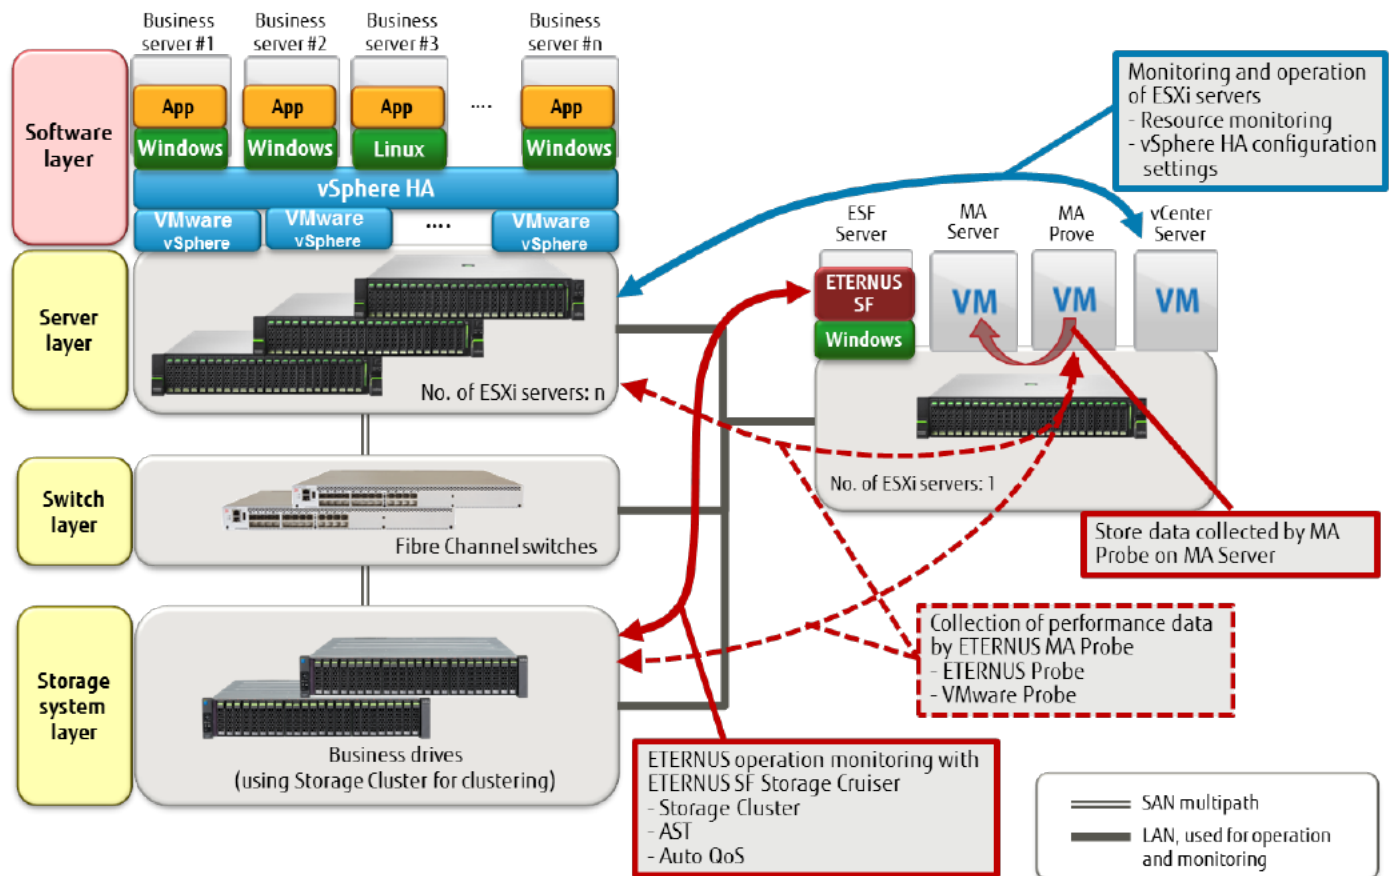 Business
server #1
Business
server #2
Business
server #3
Business
server #n
App
App
App
....
App
Windows
Windows
Linux
Windows
Software
layer
vSphere HA
VMware
vSphere
VMware
vSphere
....
VMware
vSphere
Monitoring and operation
of ESXi servers
- Resource monitoring
- vSphere HA configuration
settings
ESF
Server
MA
Server
MA
Prove
vCenter
Server
ETERNUS
SF
Windows
VM
VM
VM
Server
layer
No. of ESXi servers: n
No. of ESXi servers: 1
Switch
layer
Fibre Channel switches
Store data collected by MA
Probe on MA Server
Collection of performance data
by ETERNUS MA Probe
- ETERNUS Probe
- VMware Probe
Storage
system
layer
Business drives
(using Storage Cluster for clustering)
ETERNUS operation monitoring with
ETERNUS SF Storage Cruiser
- Storage Cluster
- AST
- Auto QoS
SAN multipath
LAN, used for operation
and monitoring